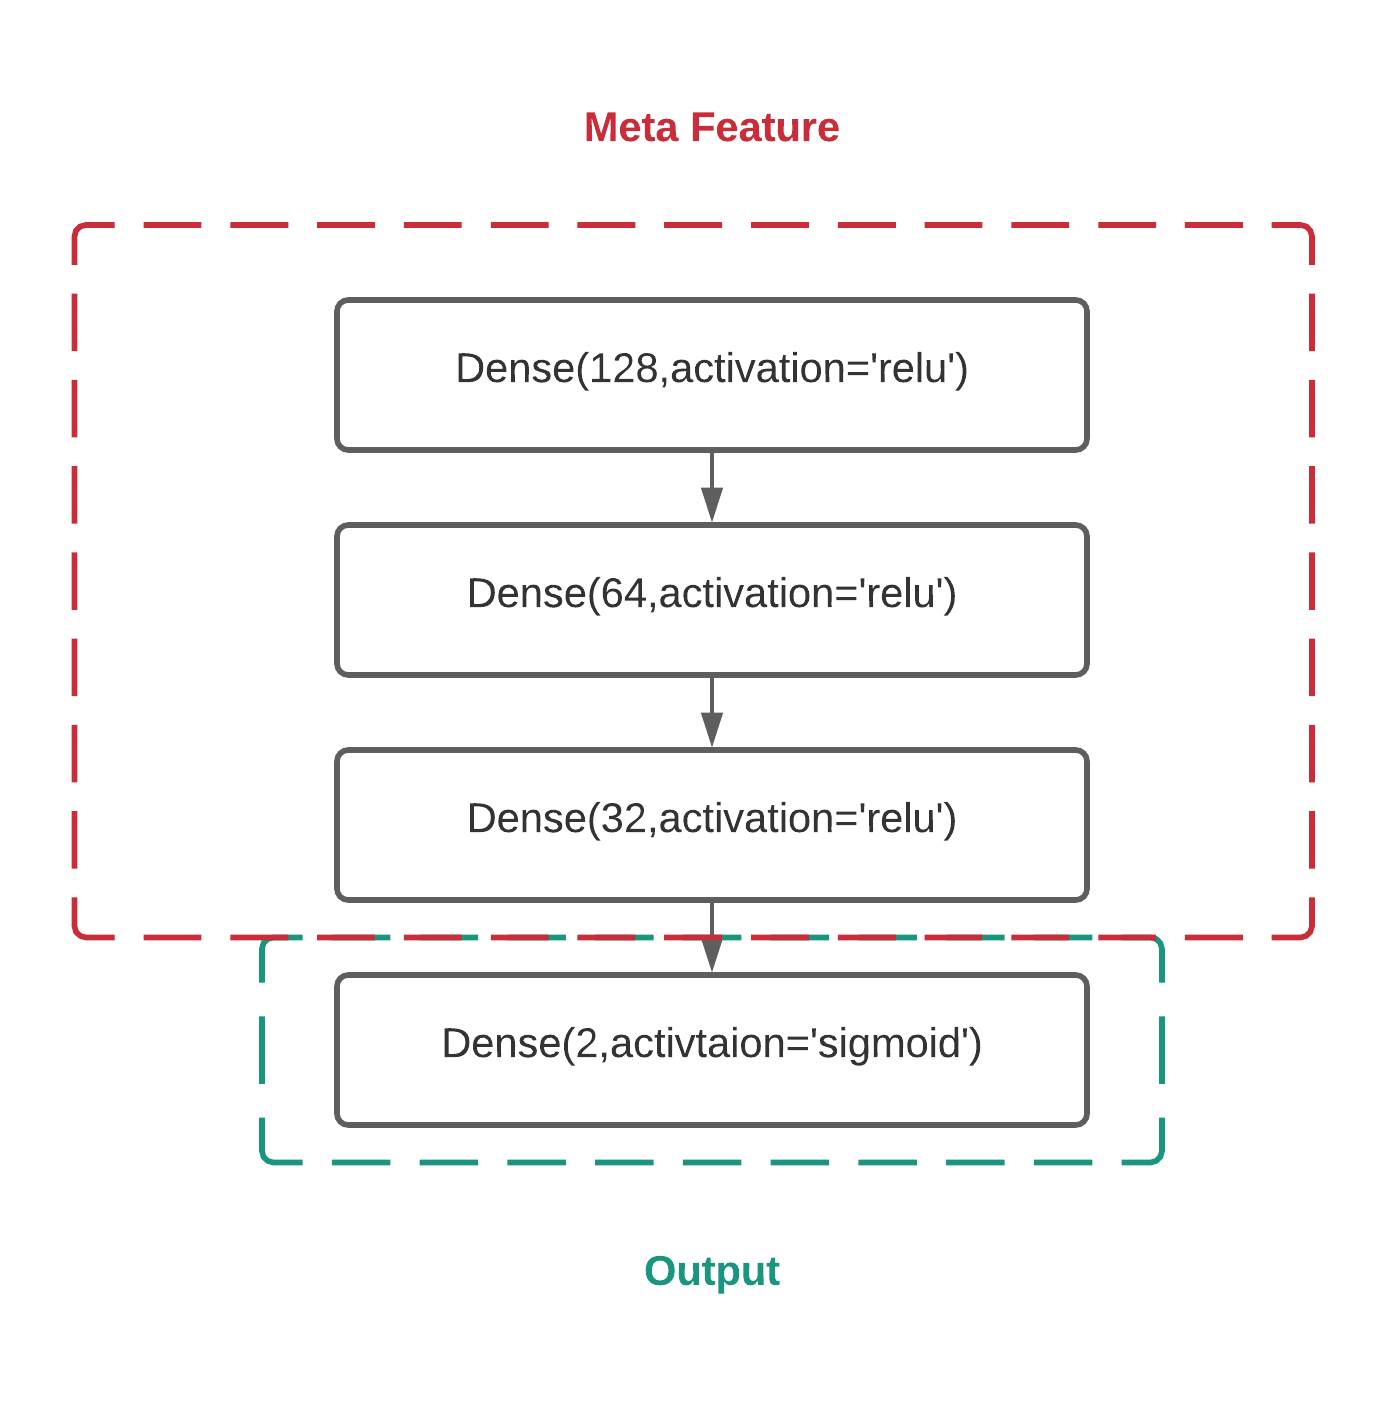 Meta Feature
Dense(128,activation='relu')
Dense(64,activation='relu')
Dense(32,activation='relu')
Dense(2,activtaion='sigmoid')
Output